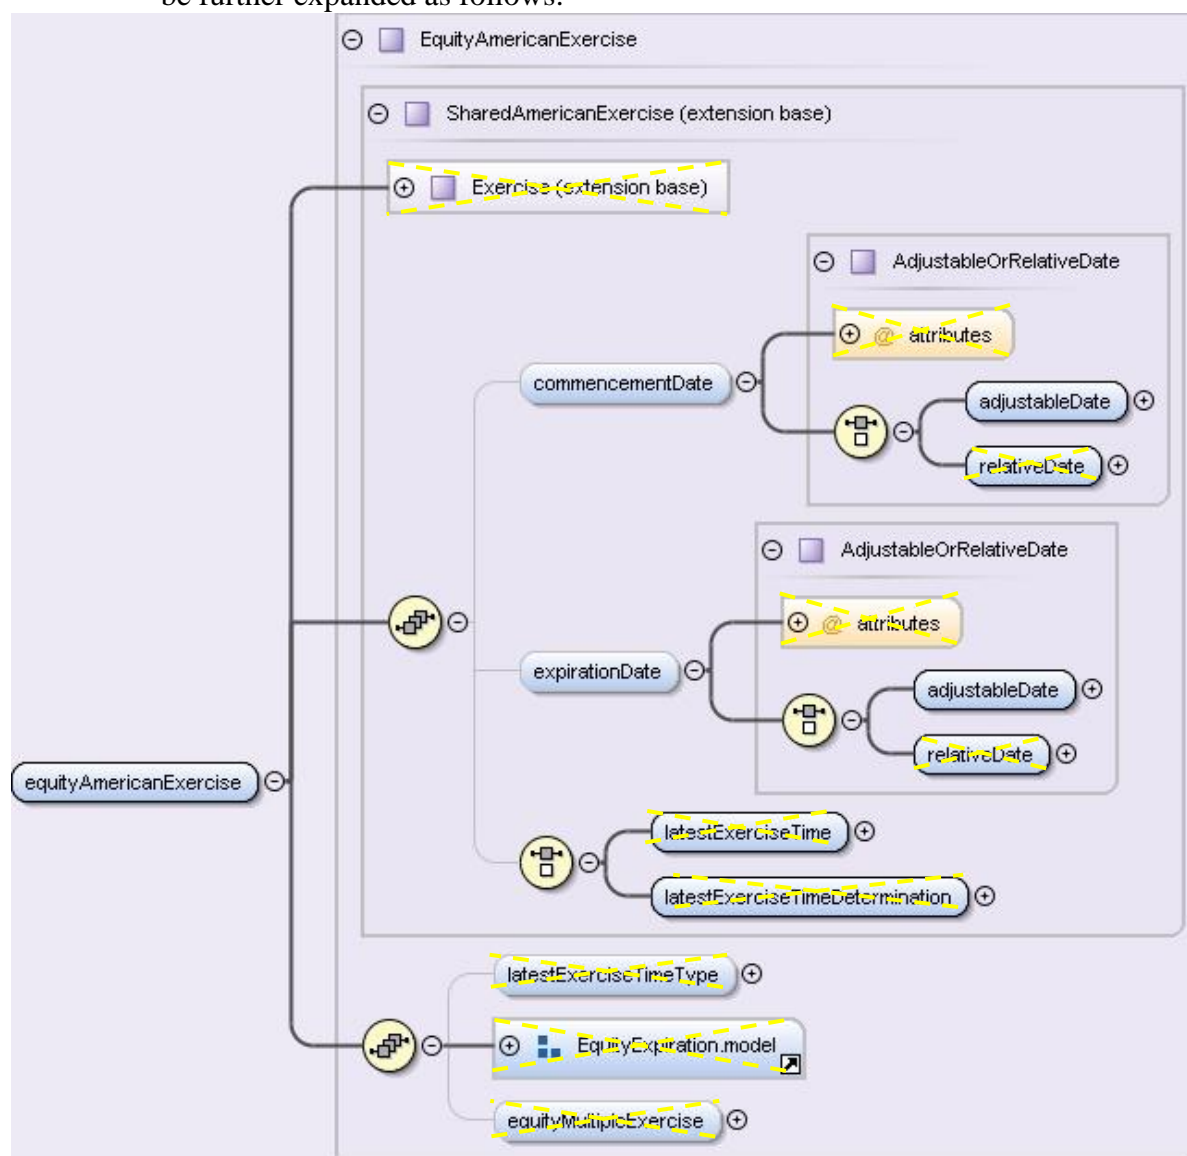 be further expanded as follows:
EquityAmericanExercise
SharedAmericanExercise (extension base)
Exercise (extension base)
AdjustableOrRelativeDate
@ attributes
commencementDate
adjustableDate
relativeDate
AdjustableOrRelativeDate
@ attributes
expirationDate
adjustableDate
relativeDate
equityAmericanExercise
latestExerciseTime
latestExerciseTimeDetermination
latestExerciseTimeType
EquityExpiration.model
equityMultipleExercise